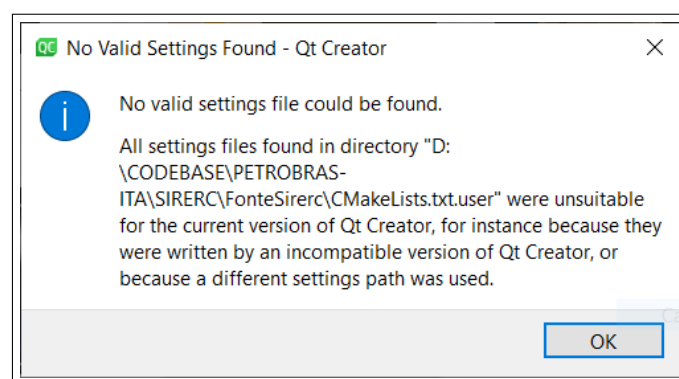 QC No Valid Settings Found - Qt Creator
No valid settings file could be found.
All settings files found in directory "D:
\CODEBASE\PETROBRAS-
ITA\SIRERC\FonteSirerc\CMakeLists.txt.user" were unsuitable
for the current version of Qt Creator, for instance because they
were written by an incompatible version of Qt Creator, or
because a different settings path was used.
OK